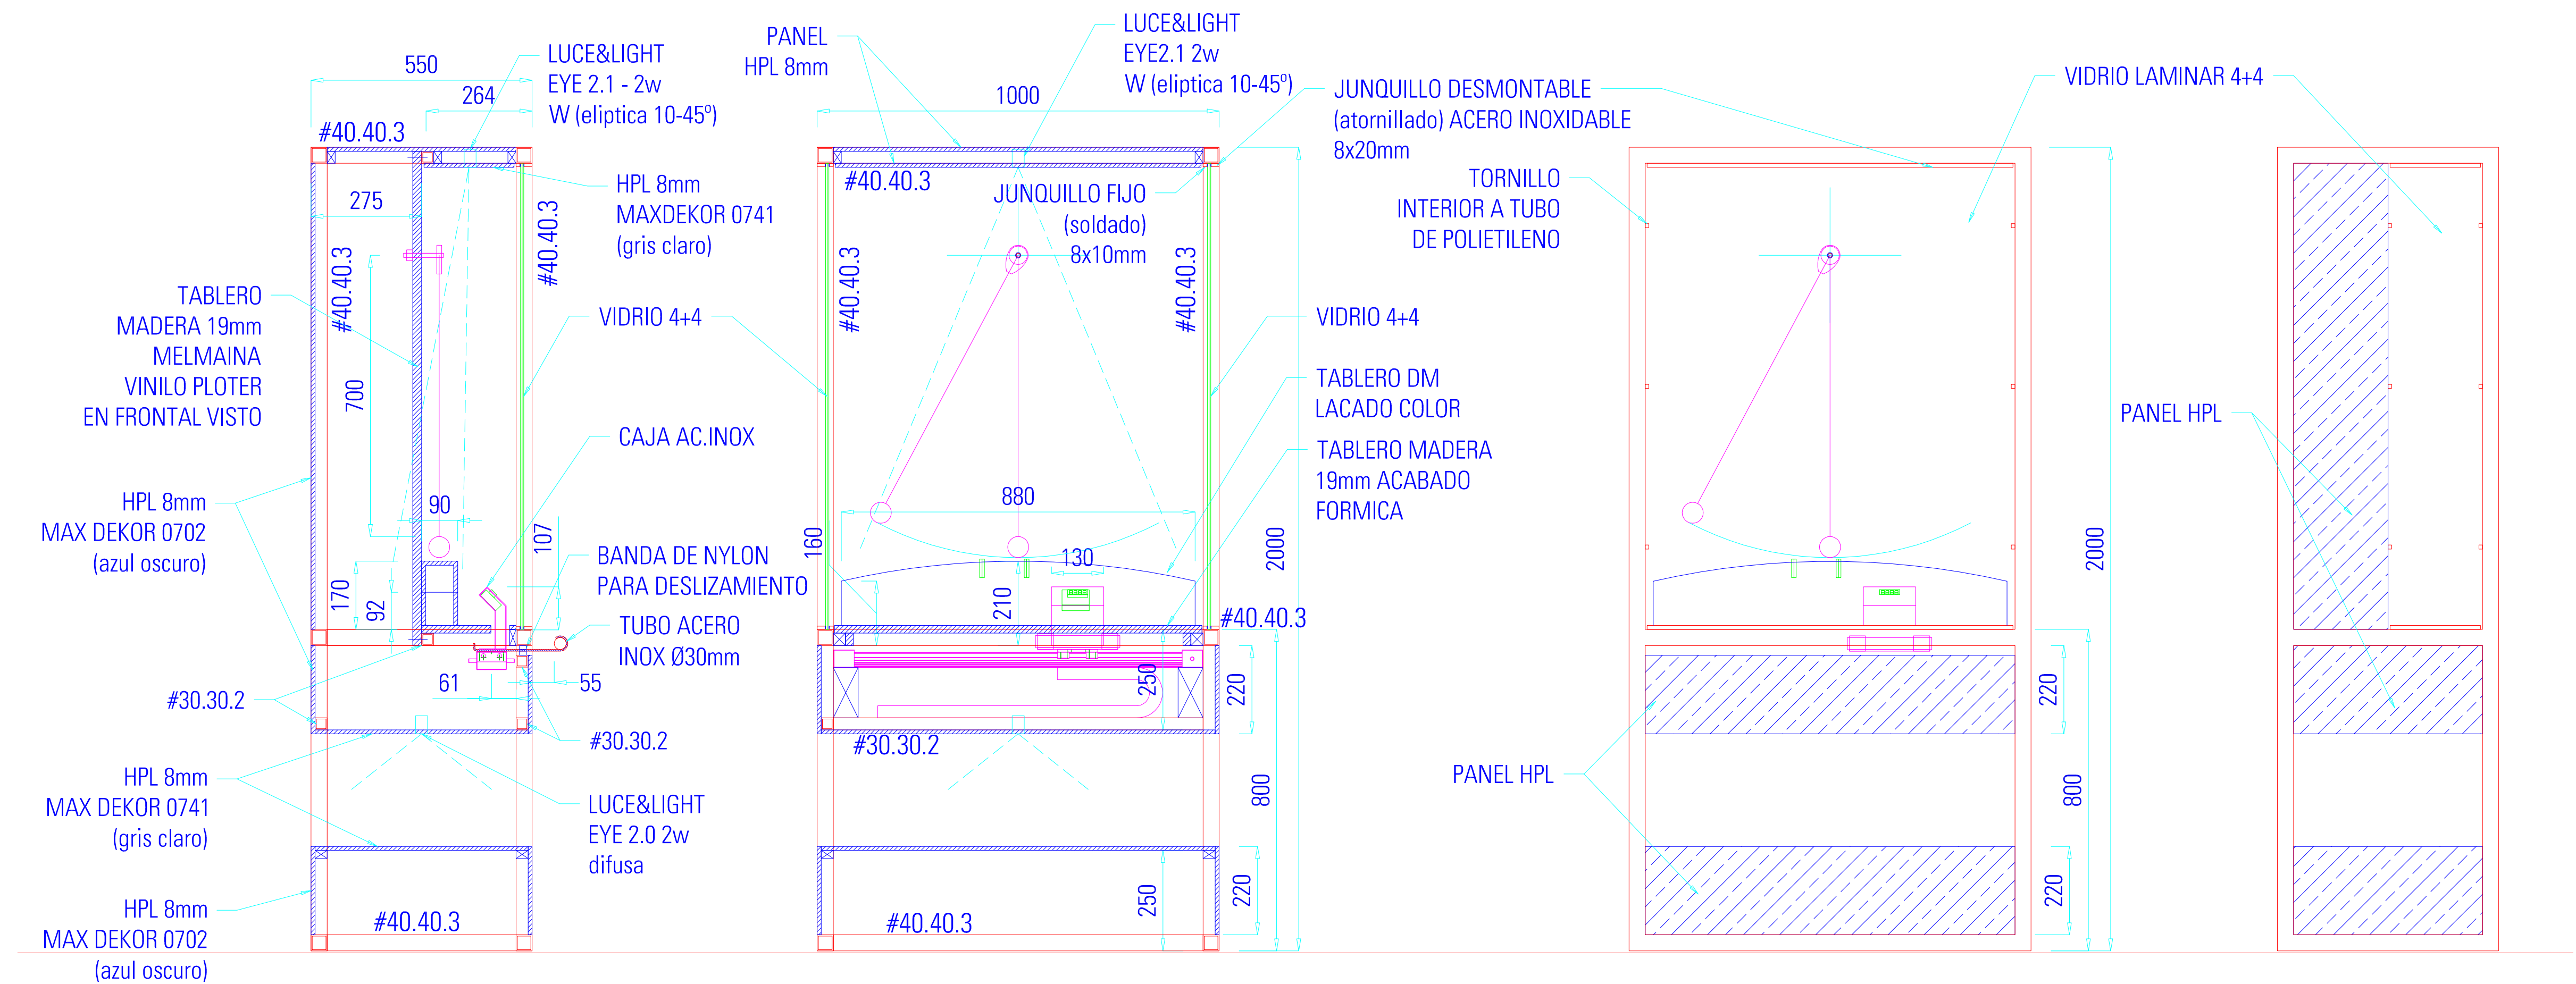 550
264
#40.40.3
LUCE&LIGHT
EYE 2.1 - 2w
W (eliptica 10-45º)
275
#40.40.3
#40.40.3
HPL 8mm
MAXDEKOR 0741
(gris claro)
TABLERO
MADERA 19mm
MELMAINA
VINILO PLOTER
EN FRONTAL VISTO
700
VIDRIO 4+4
CAJA AC.INOX
HPL 8mm
MAX DEKOR 0702
(azul oscuro)
90
107
170
92
BANDA DE NYLON
PARA DESLIZAMIENTO
TUBO ACERO
INOX Ø30mm
61
55
#30.30.2
#30.30.2
HPL 8mm
MAX DEKOR 0741
(gris claro)
LUCE&LIGHT
EYE 2.0 2w
difusa
HPL 8mm
MAX DEKOR 0702
(azul oscuro)
#40.40.3
PANEL
HPL 8mm
LUCE&LIGHT
EYE2.1 2w
W (eliptica 10-45º)
1000
#40.40.3
JUNQUILLO FIJO
(soldado)
8x10mm
#40.40.3
#40.40.3
JUNQUILLO DESMONTABLE
(atornillado) ACERO INOXIDABLE
8x20mm
TORNILLO
INTERIOR A TUBO
DE POLIETILENO
VIDRIO 4+4
TABLERO DM
LACADO COLOR
TABLERO MADERA
19mm ACABADO
FORMICA
880
160
130
210
2000
#40.40.3
250
220
#30.30.2
800
250
220
#40.40.3
VIDRIO LAMINAR 4+4
PANEL HPL
2000
220
PANEL HPL
800
220